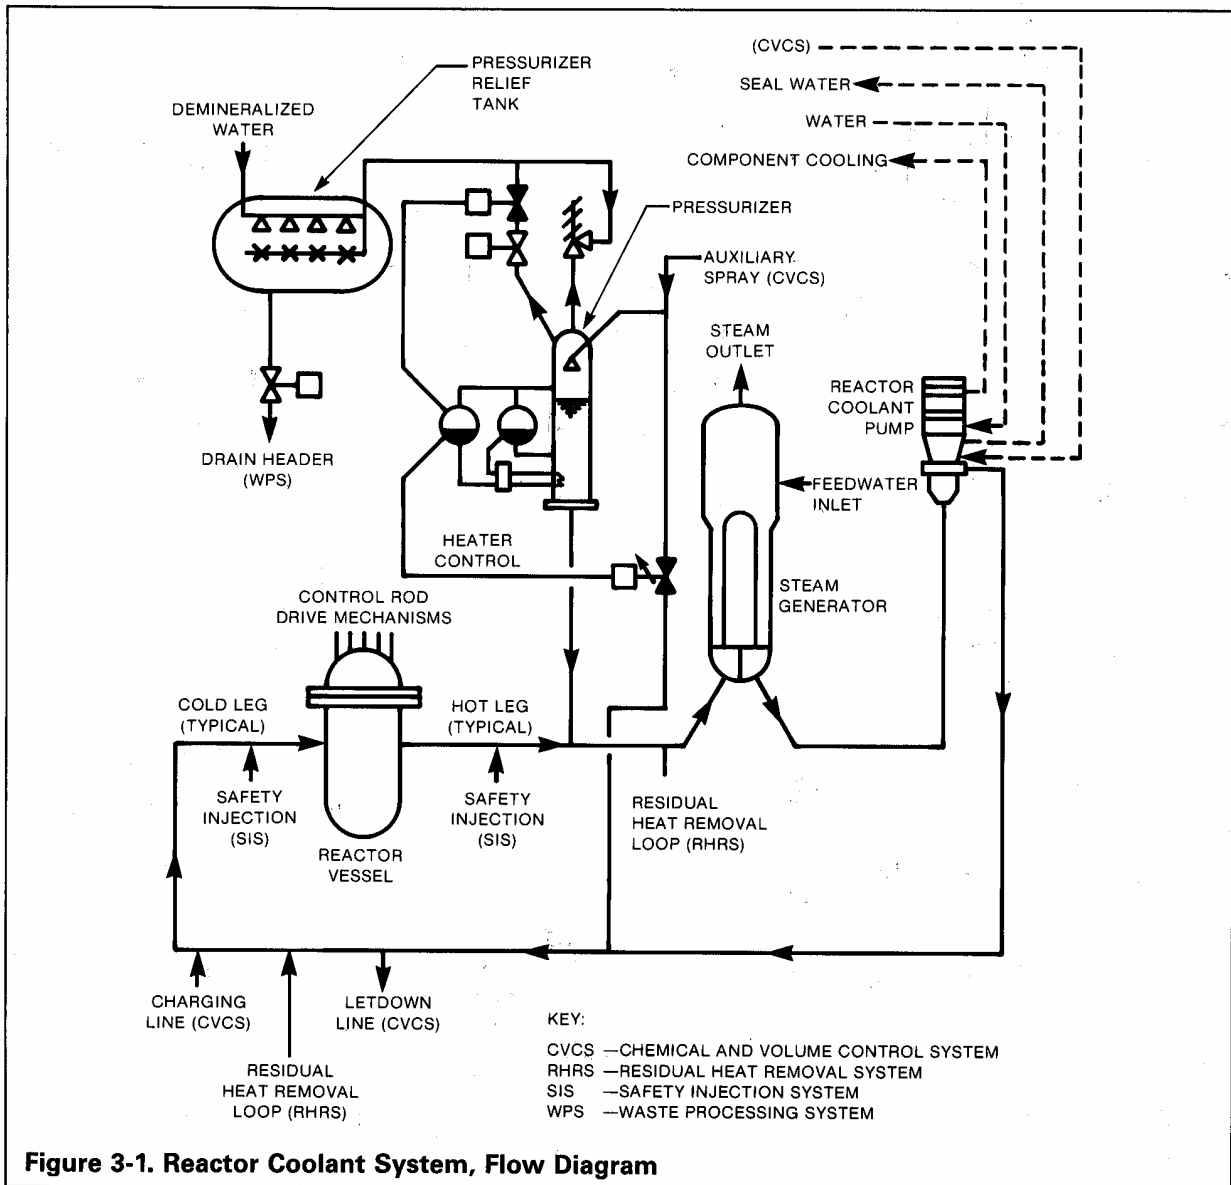 (CVCS)
SEAL WATER
WATER
COMPONENT COOLING
PRESSURIZER
RELIEF
TANK
DEMINERALIZED
WATER
PRESSURIZER
AUXILIARY
SPRAY (CVCS)
STEAM
OUTLET
REACTOR
COOLANT
PUMP
DRAIN HEADER
(WPS)
FEEDWATER
INLET
HEATER
CONTROL
STEAM
GENERATOR
CONTROL ROD
DRIVE MECHANISMS
COLD LEG
(TYPICAL)
HOT LEG
(TYPICAL)
SAFETY
INJECTION
(SIS)
SAFETY
INJECTION
(SIS)
RESIDUAL
HEAT REMOVAL
LOOP (RHRS)
REACTOR
VESSEL
CHARGING
LINE (CVCS)
LETDOWN
LINE (CVCS)
RESIDUAL
HEAT REMOVAL
LOOP (RHRS)
KEY:
CVCS —CHEMICAL AND VOLUME CONTROL SYSTEM
RHRS —RESIDUAL HEAT REMOVAL SYSTEM
SIS —SAFETY INJECTION SYSTEM
WPS —WASTE PROCESSING SYSTEM
Figure 3-1. Reactor Coolant System, Flow Diagram